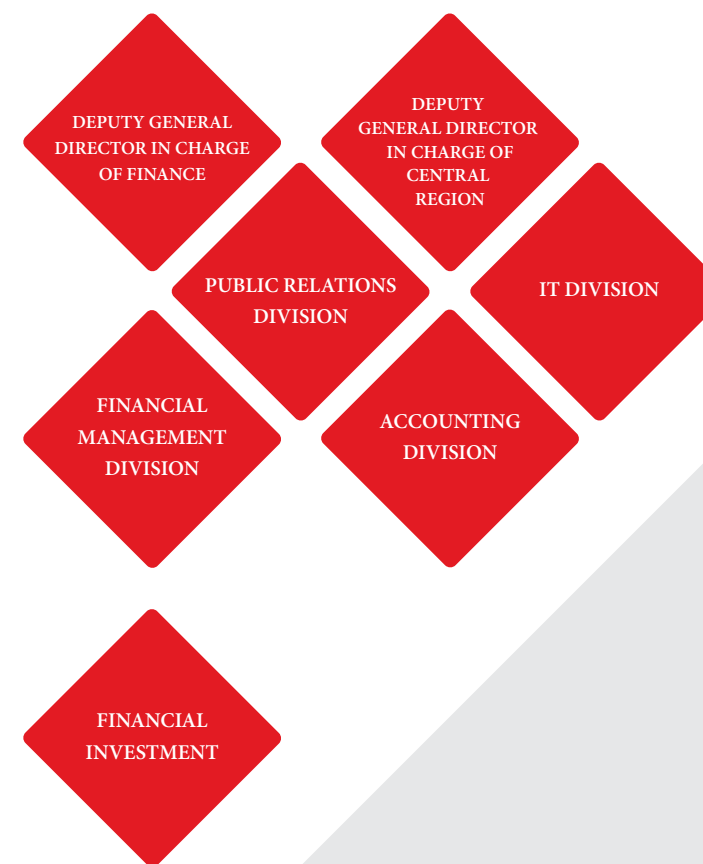 DEPUTY GENERAL
DIRECTOR IN CHARGE
OF FINANCE
DEPUTY
GENERAL DIRECTOR
IN CHARGE OF
CENTRAL
REGION
PUBLIC RELATIONS
DIVISION
IT DIVISION
FINANCIAL
MANAGEMENT
DIVISION
ACCOUNTING
DIVISION
FINANCIAL
INVESTMENT